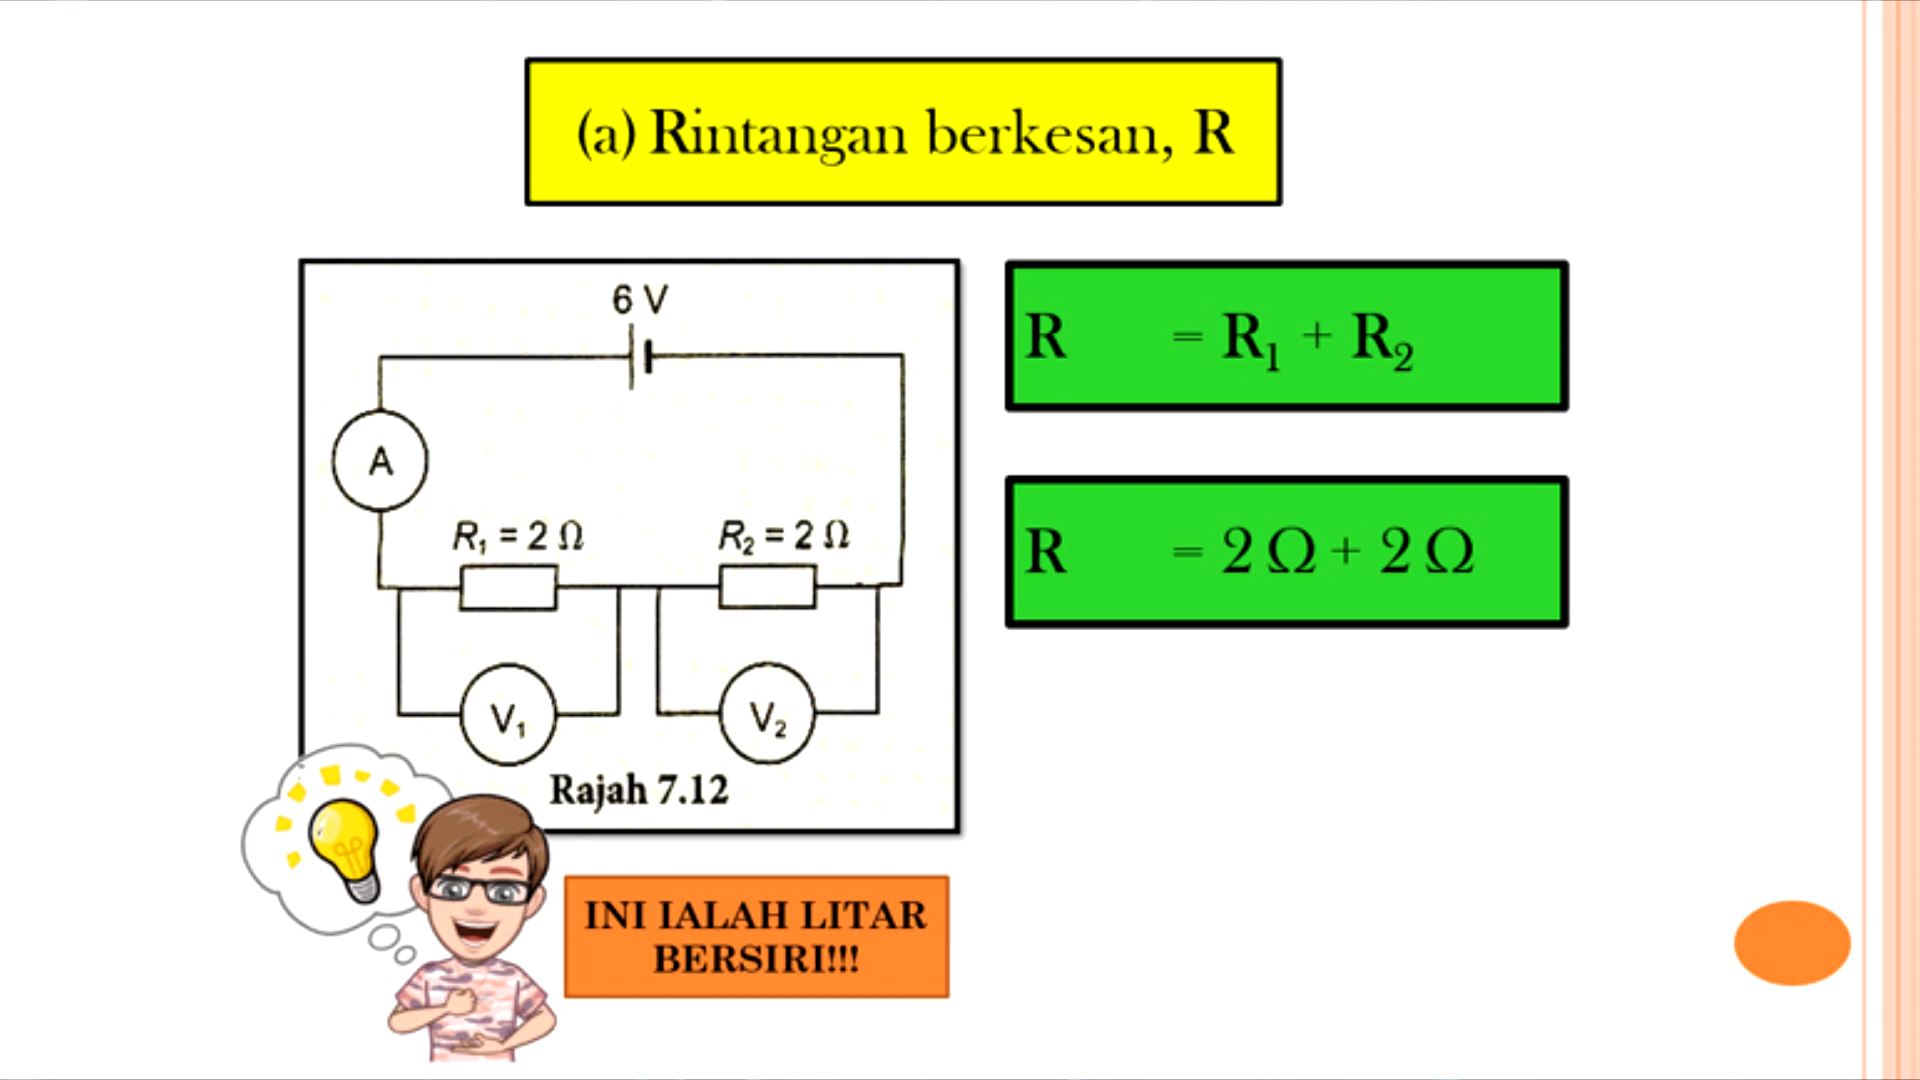 (a) Rintangan berkesan, R
6 V
A
R₁ = 2 Ω
R₂ = 2 Ω
V₁
V₂
Rajah 7.12
R = R₁ + R₂
R = 2 Ω + 2 Ω
INI IALAH LITAR
BERSIRI!!!